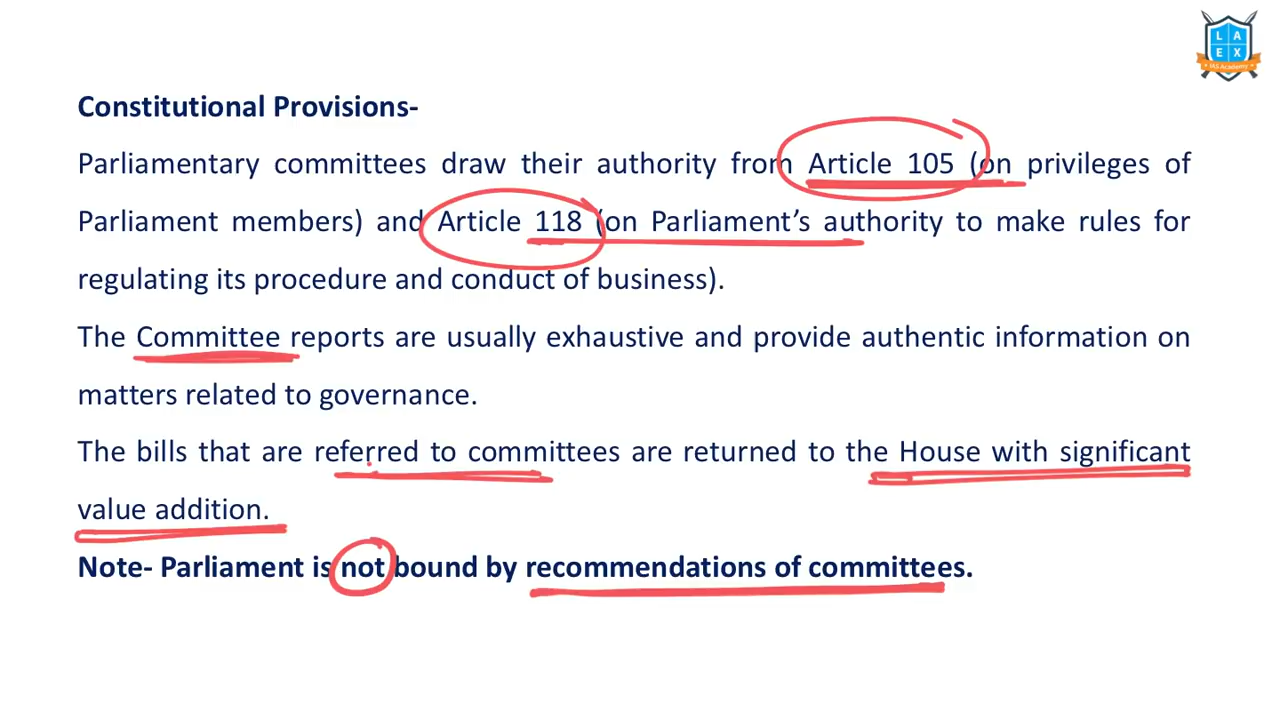 L A
E X
IAS Academy
Constitutional Provisions-
Parliamentary committees draw their authority from Article 105 (on privileges of
Parliament members) and Article 118 (on Parliament’s authority to make rules for
regulating its procedure and conduct of business).
The Committee reports are usually exhaustive and provide authentic information on
matters related to governance.
The bills that are referred to committees are returned to the House with significant
value addition.
Note- Parliament is not bound by recommendations of committees.